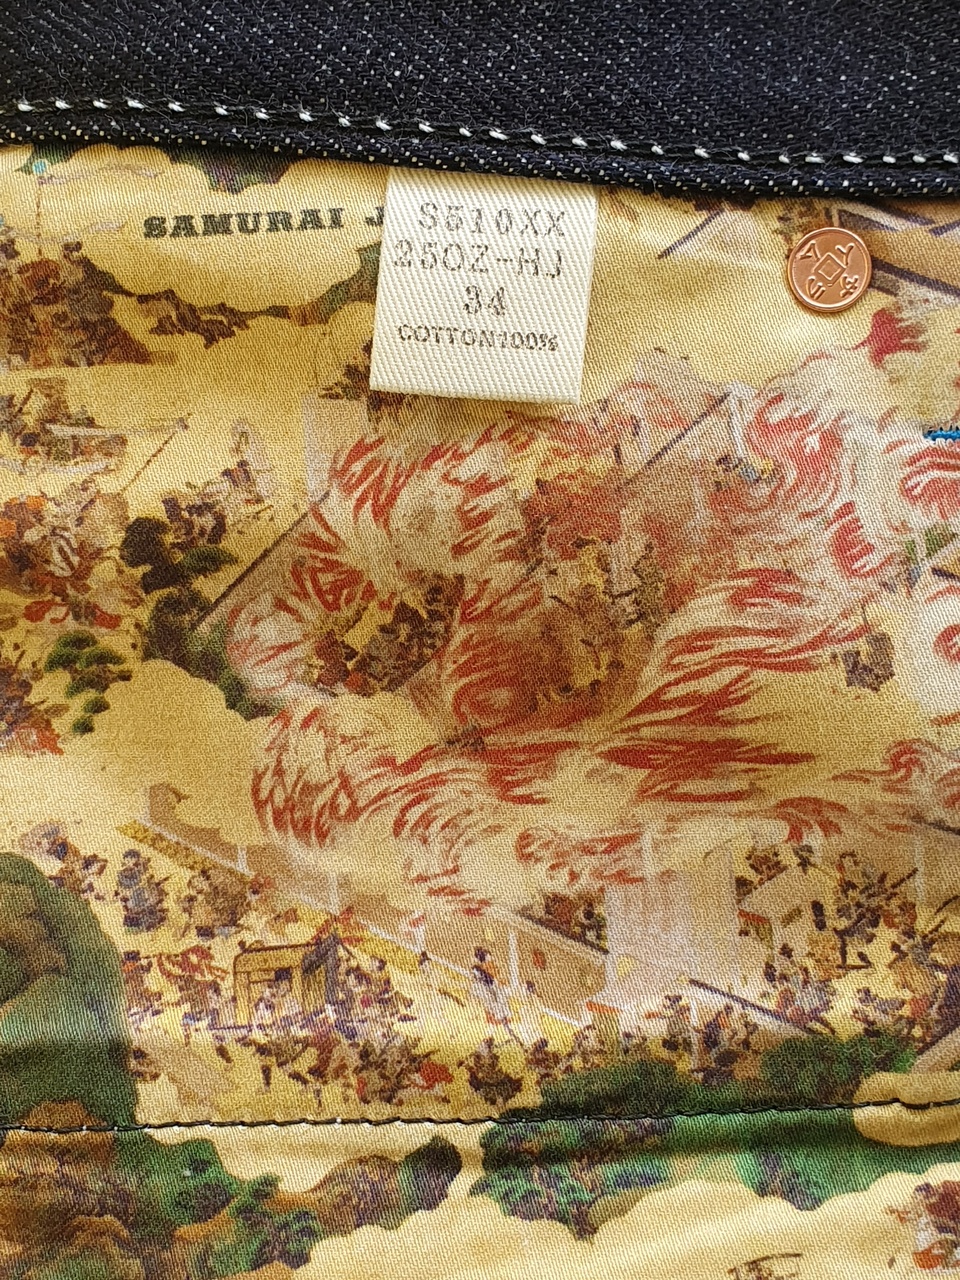 SAMURAI J
S510XX
25OZ-HJ
34
COTTON100%